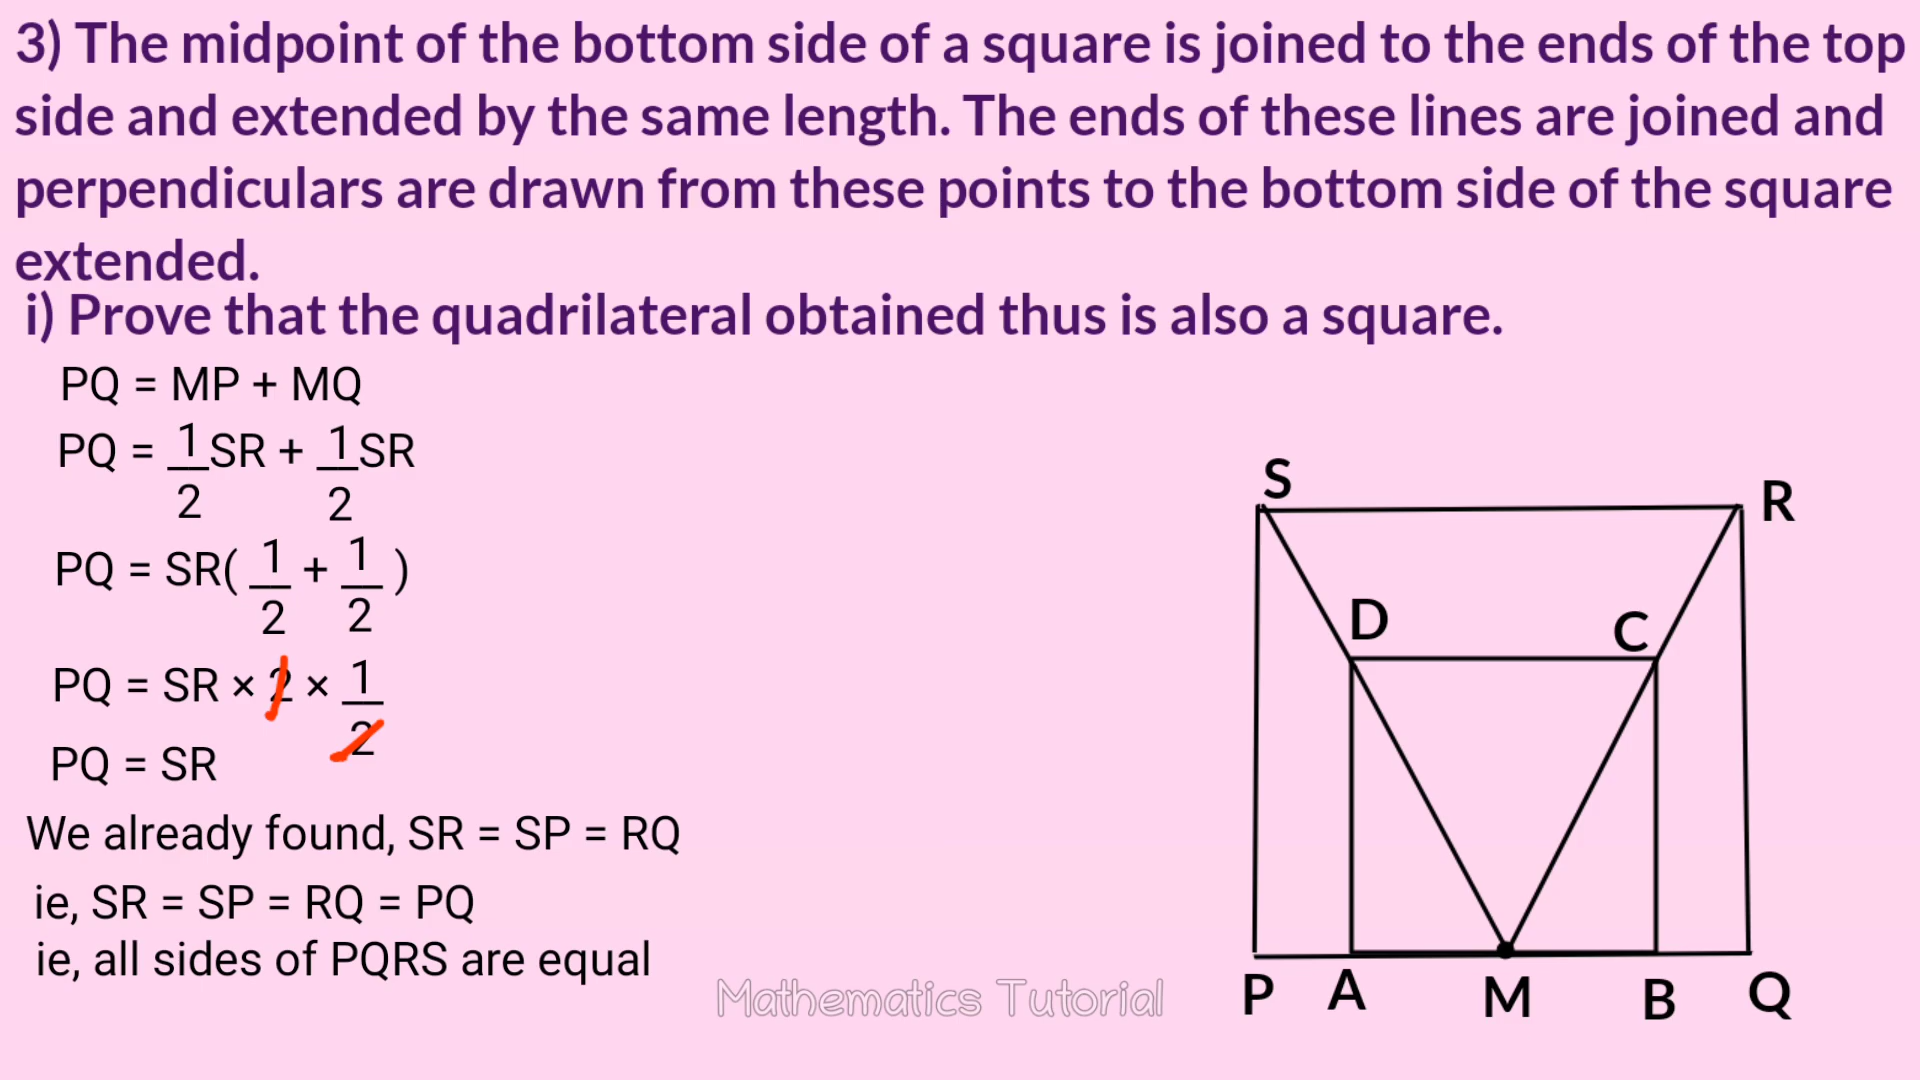 3) The midpoint of the bottom side of a square is joined to the ends of the top
side and extended by the same length. The ends of these lines are joined and
perpendiculars are drawn from these points to the bottom side of the square
extended.
i) Prove that the quadrilateral obtained thus is also a square.
PQ = MP + MQ
PQ = 1/2 SR + 1/2 SR
PQ = SR( 1/2 + 1/2 )
PQ = SR × 2 × 1/2
PQ = SR
We already found, SR = SP = RQ
ie, SR = SP = RQ = PQ
ie, all sides of PQRS are equal
S
R
D
C
P A M B Q
Mathematics Tutorial